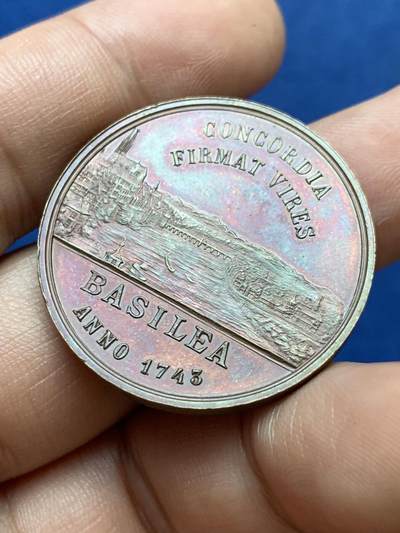 CONCORDIA
FIRMAT VIRES
BASILEA
ANNO 1743